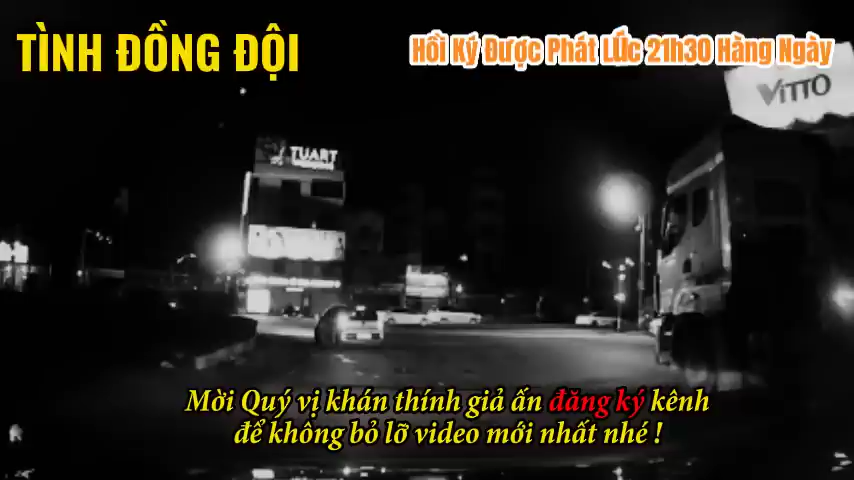 TÌNH ĐỒNG ĐỘI
Hồi Ký Được Phát LÚc 21h30 Hàng Ngày
ViTTO
TUART
Mời Quý vị khán thính giả ấn đăng ký kênh
để không bỏ lỡ video mới nhất nhé !